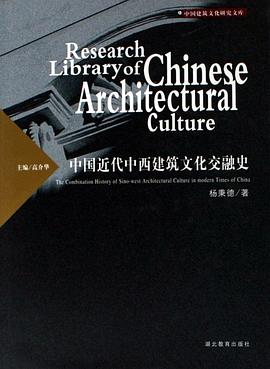 中国建筑文化研究文库
Research
Library of Chinese
Architectural
Culture
主编/高介华
中国近代中西建筑文化交融史
The Combination History of Sino-west Architectural Culture in modern Times of China
杨秉德/著
湖北教育出版社